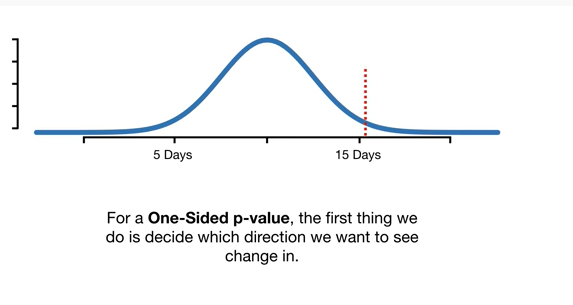 5 Days 15 Days
For a One-Sided p-value, the first thing we
do is decide which direction we want to see
change in.